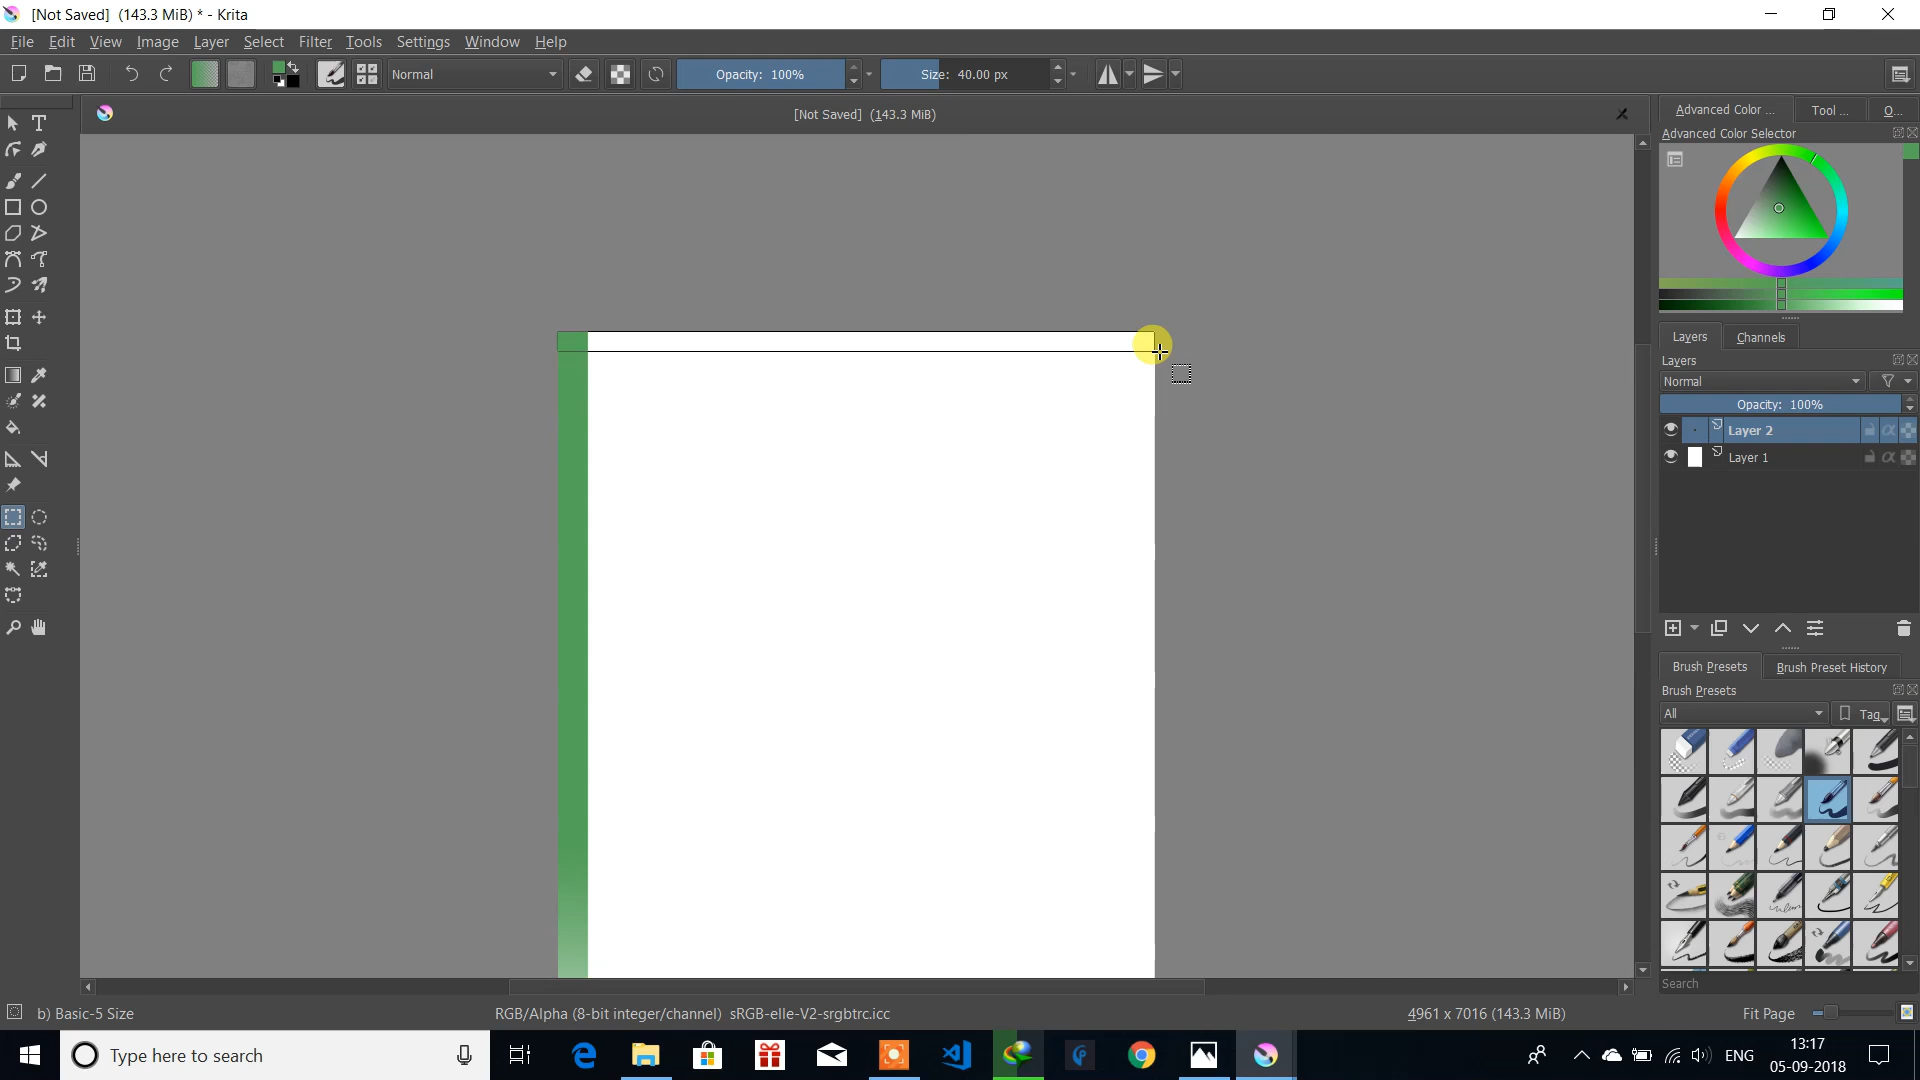 [Not Saved]  (143.3 MiB) * - Krita
File Edit View Image Layer Select Filter Tools Settings Window Help
Normal Opacity: 100% Size: 40.00 px
[Not Saved]  (143.3 MiB)
Advanced Color ... Tool ... O...
Advanced Color Selector
Layers Channels
Layers
Normal
Opacity: 100%
Layer 2
Layer 1
Brush Presets Brush Preset History
Brush Presets
All Tag
Search
b) Basic-5 Size RGB/Alpha (8-bit integer/channel)  sRGB-elle-V2-srgbtrc.icc 4961 x 7016 (143.3 MiB) Fit Page
Type here to search ENG 13:17
05-09-2018